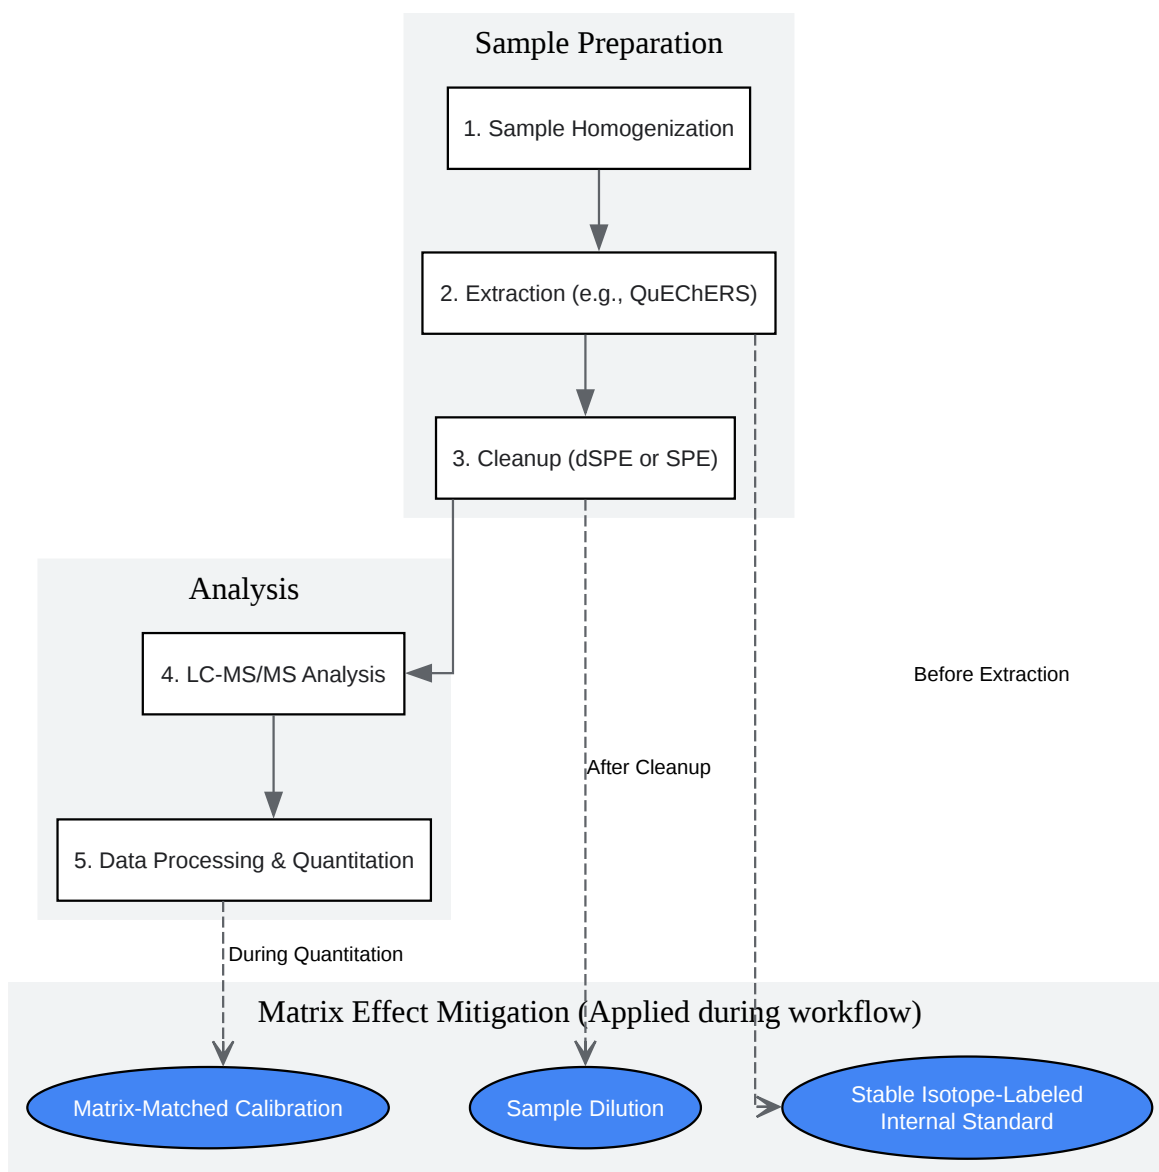 Sample Preparation
1. Sample Homogenization
2. Extraction (e.g., QuEChERS)
3. Cleanup (dSPE or SPE)
Analysis
4. LC-MS/MS Analysis
Before Extraction
After Cleanup
5. Data Processing & Quantitation
During Quantitation
Matrix Effect Mitigation (Applied during workflow)
Matrix-Matched Calibration
Sample Dilution
Stable Isotope-Labeled
Internal Standard